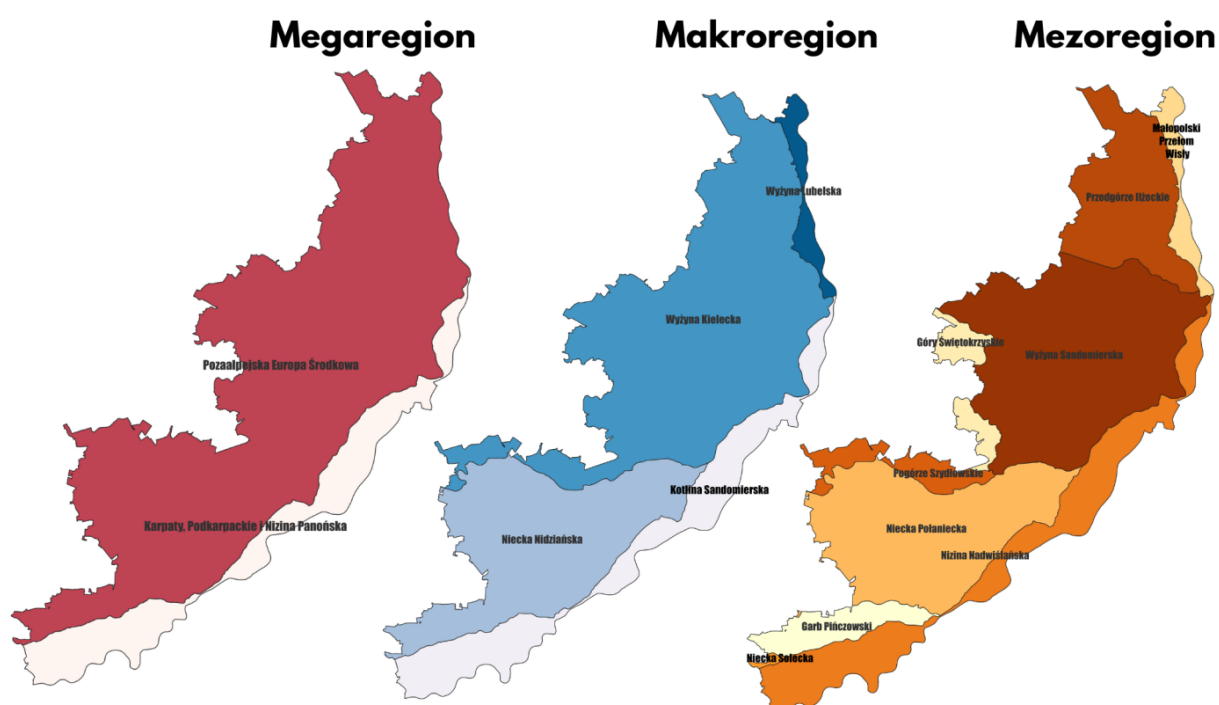 Megaregion
Makroregion
Mezoregion
Pozaalpejska Europa Środkowa
Karpaty, Podkarpackie i Nizina Panońska
Wyżyna Lubelska
Wyżyna Kielecka
Kotlina Sandomierska
Niecka Nidziańska
Małopolski
Przełom
Wisły
Przedgórze Iłżeckie
Góry Świętokrzyskie
Wyżyna Sandomierska
Pogórze Szydłowskie
Niecka Połaniecka
Nizina Nadwiślańska
Garb Pińczowski
Niecka Solecka